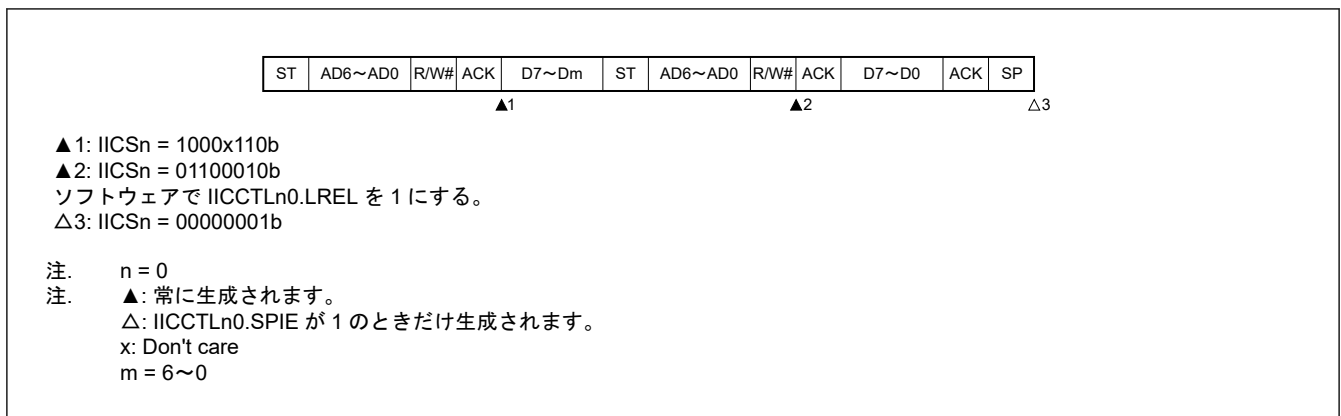 ST AD6～AD0 R/W# ACK D7～Dm ST AD6～AD0 R/W# ACK D7～D0 ACK SP
▲1 ▲2 △3
▲1: IICSn = 1000x110b
▲2: IICSn = 01100010b
ソフトウェアで IICCTLn0.LREL を 1 にする。
△3: IICSn = 00000001b
注. n = 0
注. ▲: 常に生成されます。
△: IICCTLn0.SPIE が 1 のときだけ生成されます。
x: Don't care
m = 6～0